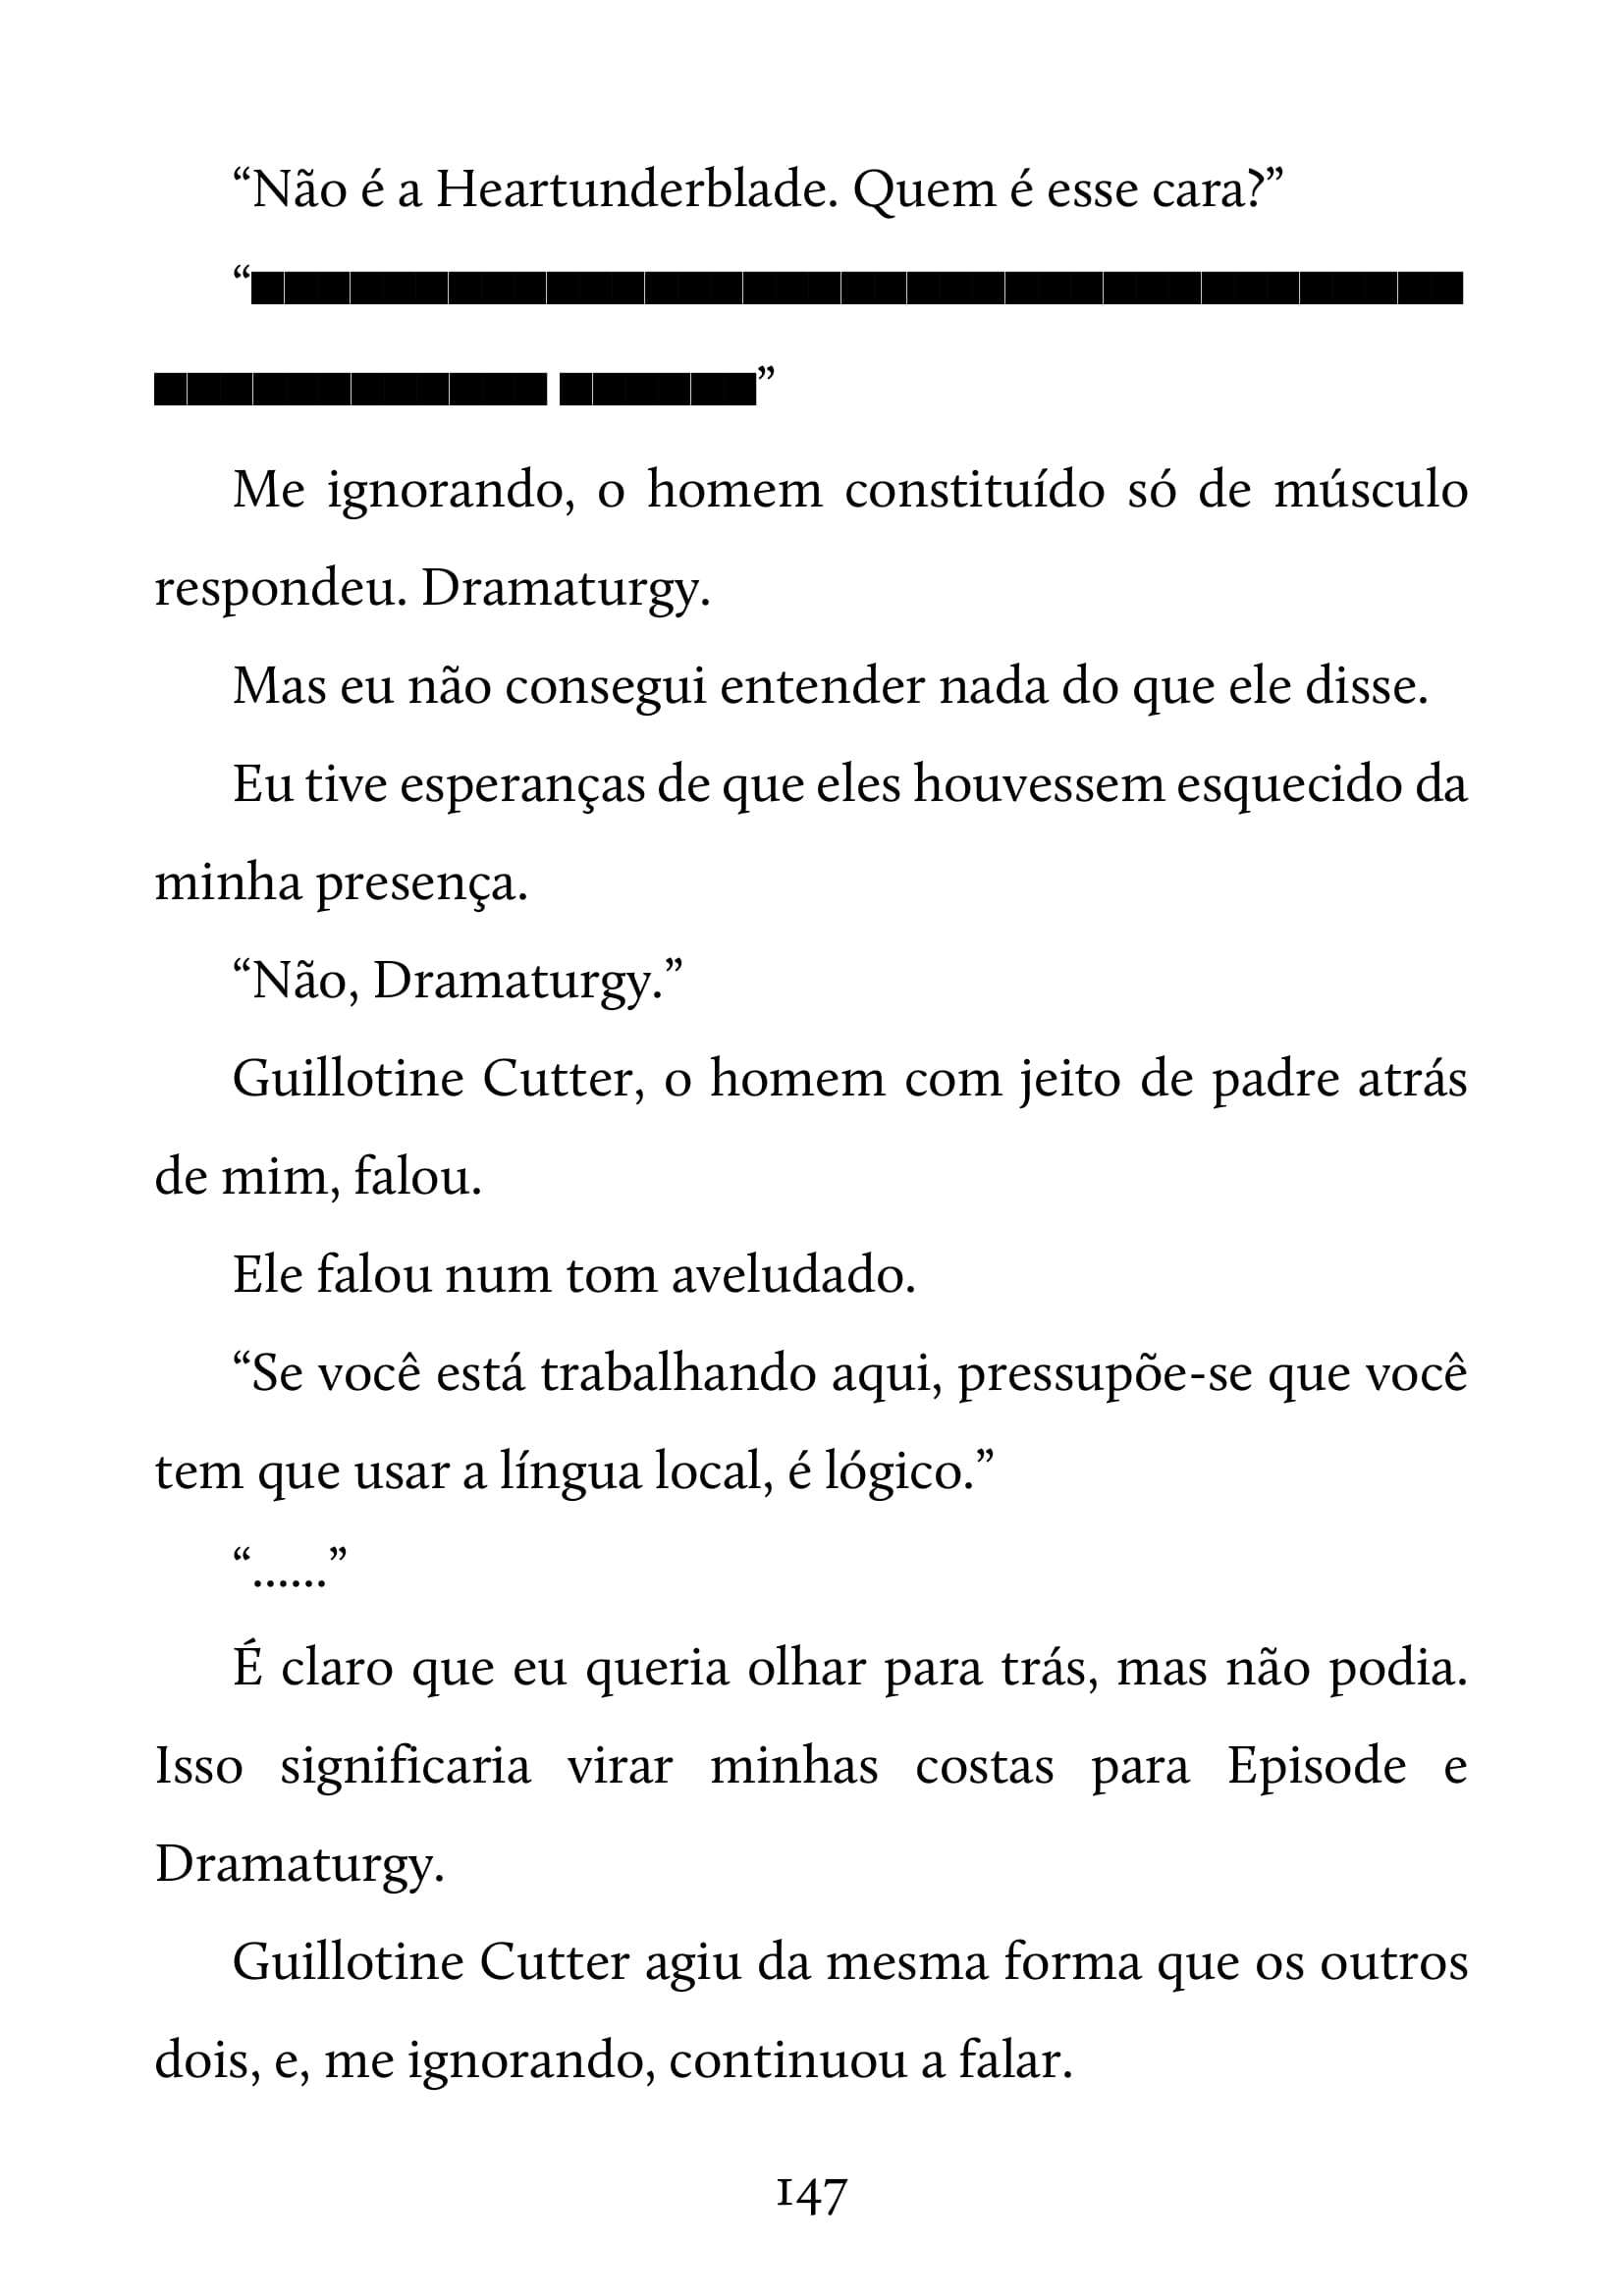 “Não é a Heartunderblade. Quem é esse cara?”
“■■■■■■■■■■■■■■■■■■■■■■■■■■■■■■■■■■■■■
■■■■■■■■■■■■ ■■■■■■”
Me ignorando, o homem constituído só de músculo
respondeu. Dramaturgy.
Mas eu não consegui entender nada do que ele disse.
Eu tive esperanças de que eles houvessem esquecido da
minha presença.
“Não, Dramaturgy.”
Guillotine Cutter, o homem com jeito de padre atrás
de mim, falou.
Ele falou num tom aveludado.
“Se você está trabalhando aqui, pressupõe-se que você
tem que usar a língua local, é lógico.”
“......”
É claro que eu queria olhar para trás, mas não podia.
Isso significaria virar minhas costas para Episode e
Dramaturgy.
Guillotine Cutter agiu da mesma forma que os outros
dois, e, me ignorando, continuou a falar.
147